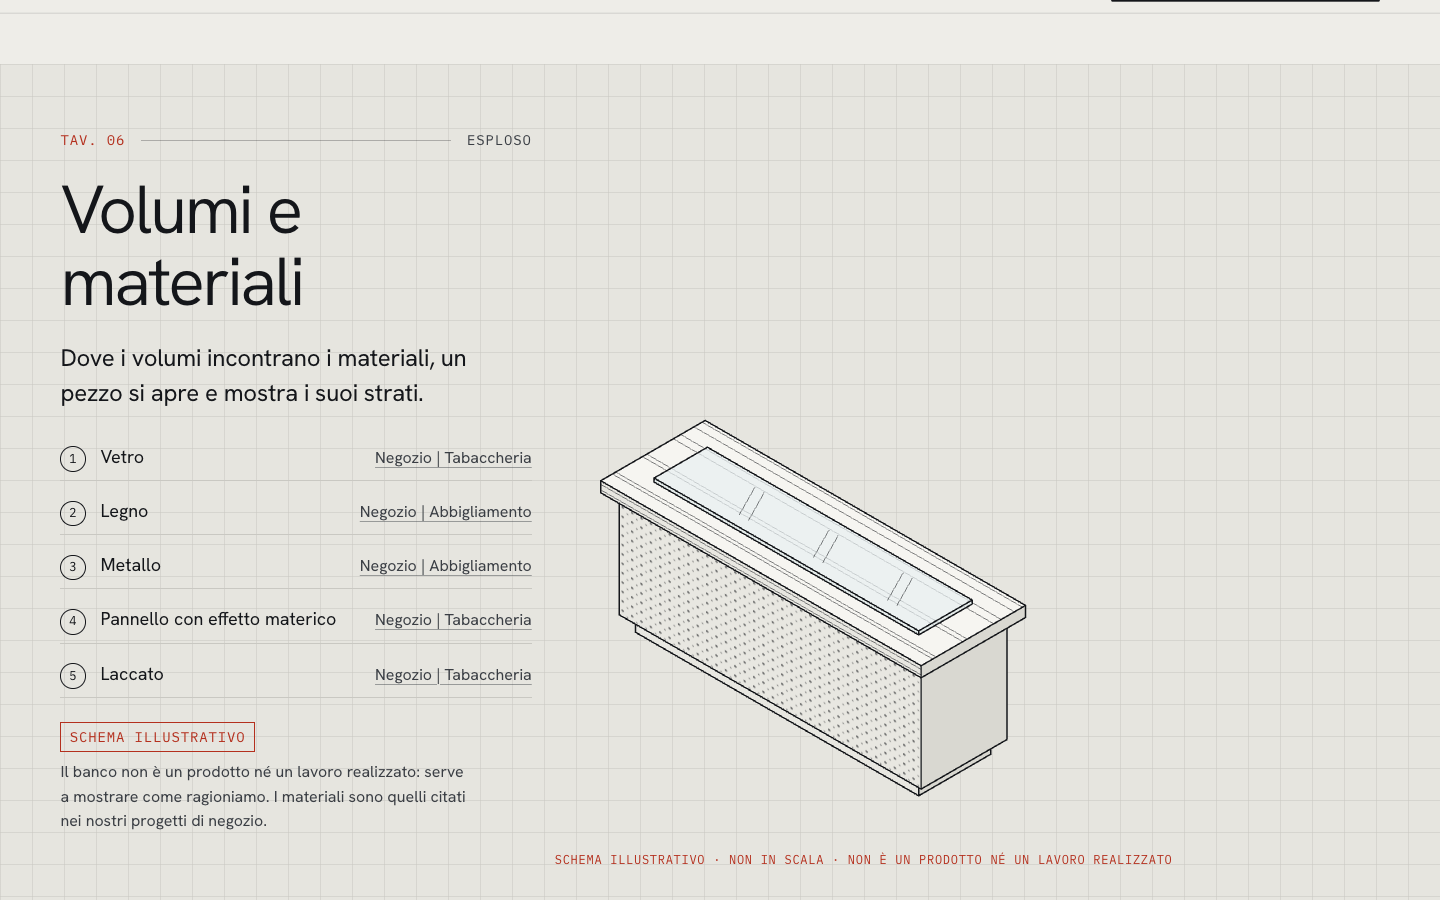 TAV. 06 ESPLOSO
Volumi e
materiali
Dove i volumi incontrano i materiali, un
pezzo si apre e mostra i suoi strati.
1 Vetro Negozio | Tabaccheria
2 Legno Negozio | Abbigliamento
3 Metallo Negozio | Abbigliamento
4 Pannello con effetto materico Negozio | Tabaccheria
5 Laccato Negozio | Tabaccheria
SCHEMA ILLUSTRATIVO
Il banco non è un prodotto né un lavoro realizzato: serve
a mostrare come ragioniamo. I materiali sono quelli citati
nei nostri progetti di negozio.
SCHEMA ILLUSTRATIVO · NON IN SCALA · NON È UN PRODOTTO NÉ UN LAVORO REALIZZATO